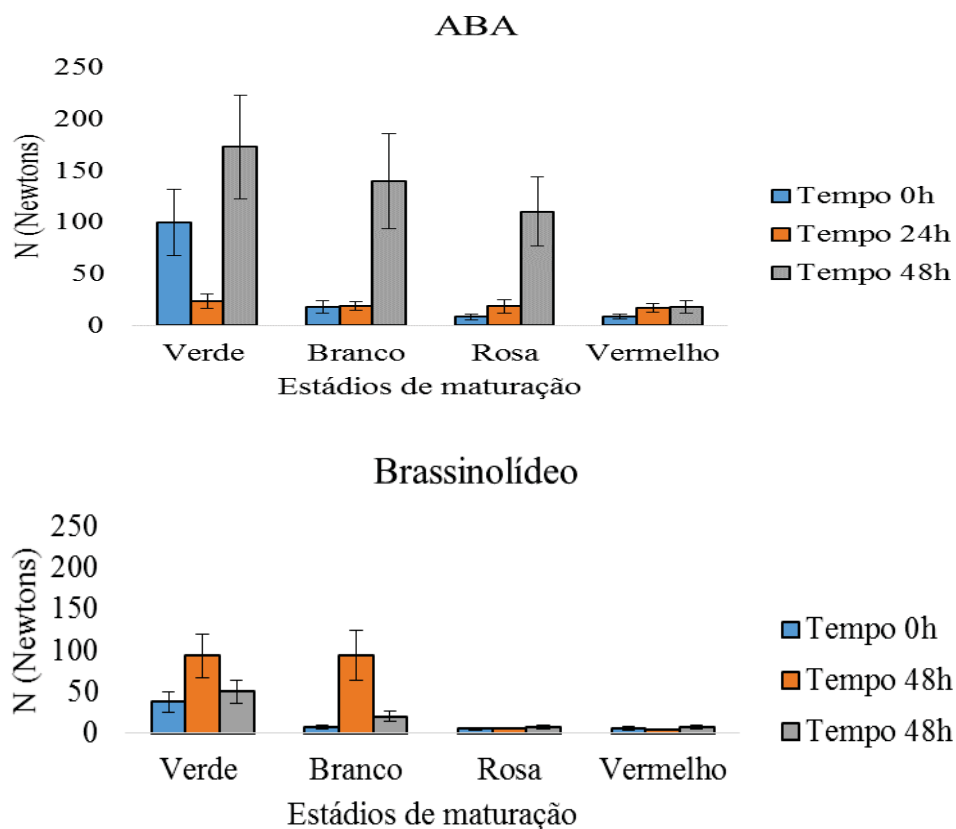 ABA
N (Newtons)
250
200
150
100
50
0
Verde Branco Rosa Vermelho
Estádios de maturação
Tempo 0h
Tempo 24h
Tempo 48h
Brassinolídeo
N (Newtons)
250
200
150
100
50
0
Verde Branco Rosa Vermelho
Estádios de maturação
Tempo 0h
Tempo 48h
Tempo 48h